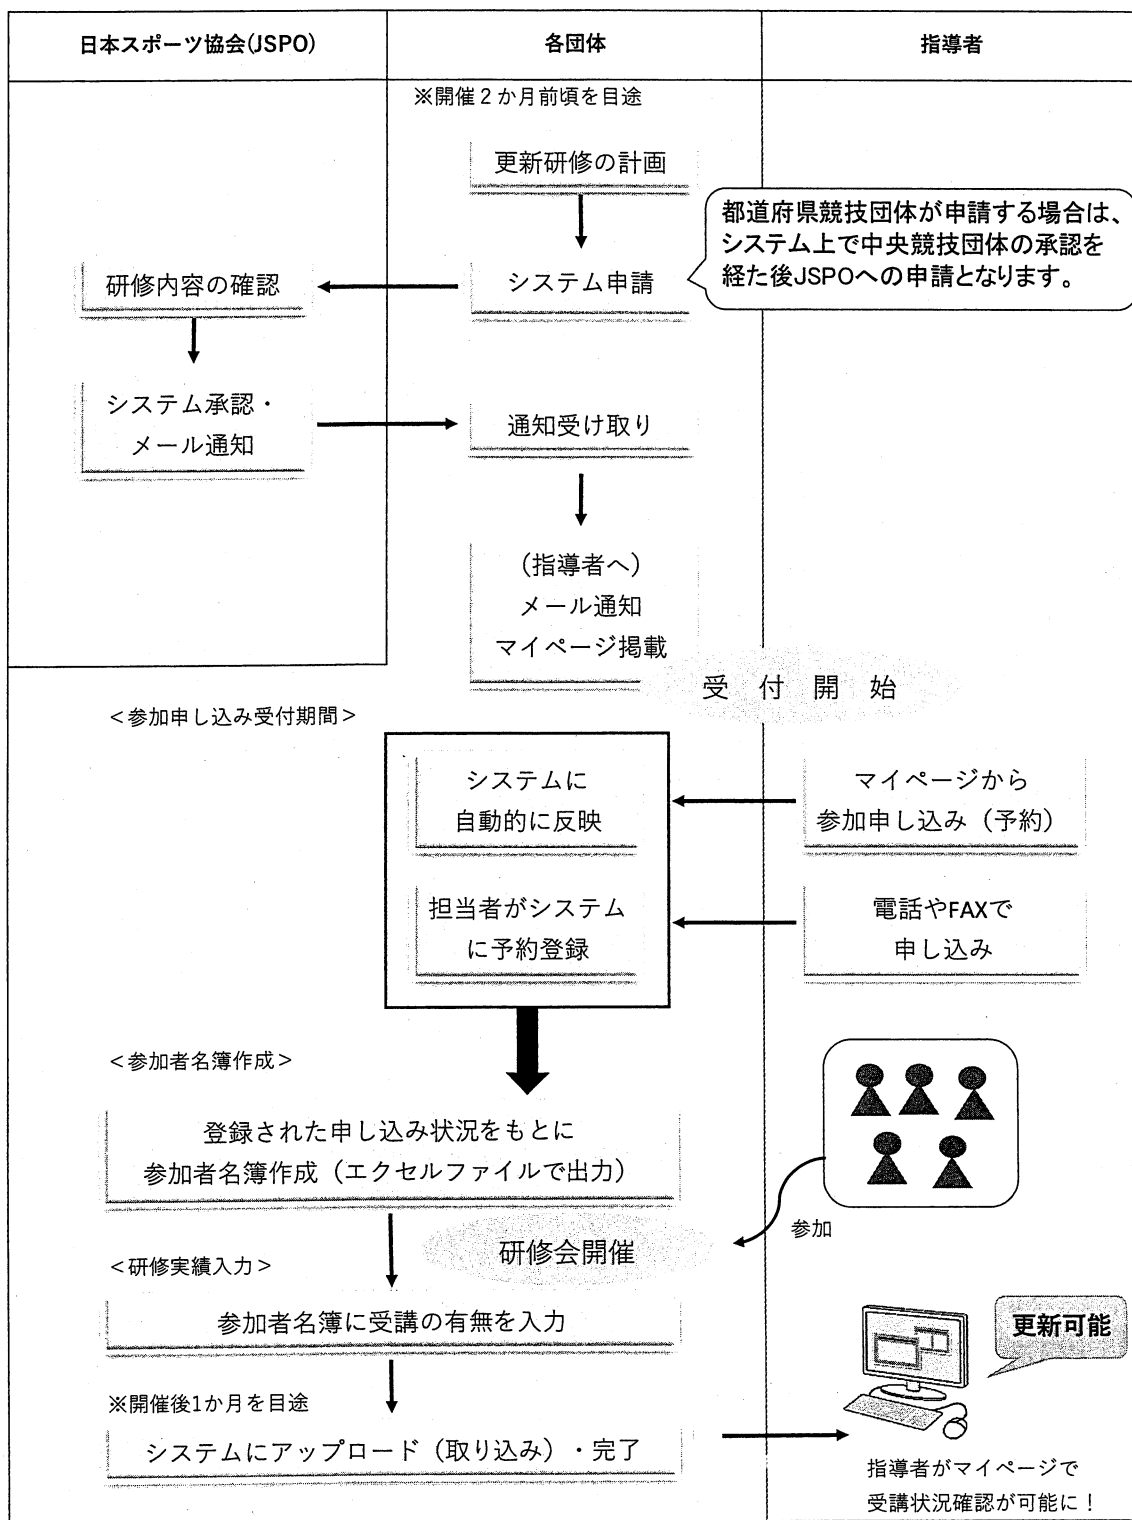 日本スポーツ協会(JSPO)
各団体
指導者
※開催２か月前頃を目途
更新研修の計画
都道府県競技団体が申請する場合は、
システム上で中央競技団体の承認を
経た後JSPOへの申請となります。
システム申請
研修内容の確認
システム承認・
メール通知
通知受け取り
（指導者へ）
メール通知
マイページ掲載
受 付 開 始
＜参加申し込み受付期間＞
システムに
自動的に反映
マイページから
参加申し込み（予約）
担当者がシステム
に予約登録
電話やFAXで
申し込み
＜参加者名簿作成＞
登録された申し込み状況をもとに
参加者名簿作成（エクセルファイルで出力）
参加
研修会開催
＜研修実績入力＞
参加者名簿に受講の有無を入力
更新可能
※開催後1か月を目途
システムにアップロード（取り込み）・完了
指導者がマイページで
受講状況確認が可能に！